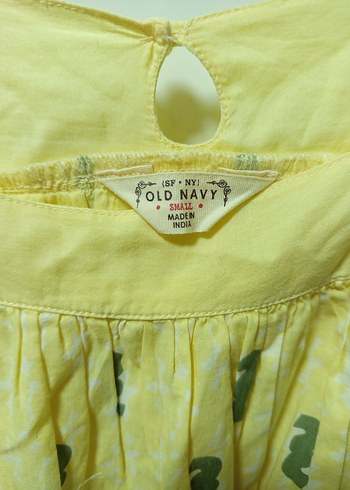 (SF • NY)
OLD NAVY
• SMALL •
MADE IN
INDIA